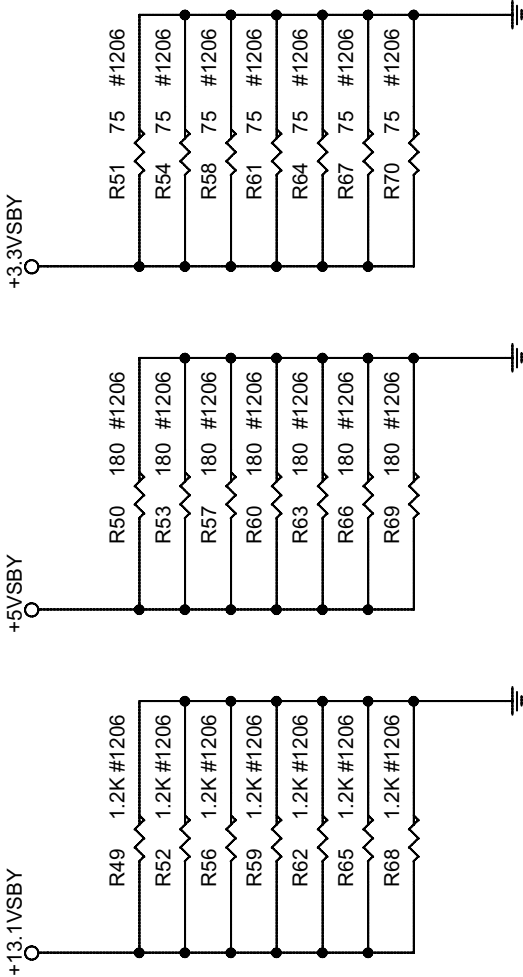 +3.3VSBY
R51 75 #1206
R54 75 #1206
R58 75 #1206
R61 75 #1206
R64 75 #1206
R67 75 #1206
R70 75 #1206
+5VSBY
R50 180 #1206
R53 180 #1206
R57 180 #1206
R60 180 #1206
R63 180 #1206
R66 180 #1206
R69 180 #1206
+13.1VSBY
R49 1.2K #1206
R52 1.2K #1206
R56 1.2K #1206
R59 1.2K #1206
R62 1.2K #1206
R65 1.2K #1206
R68 1.2K #1206